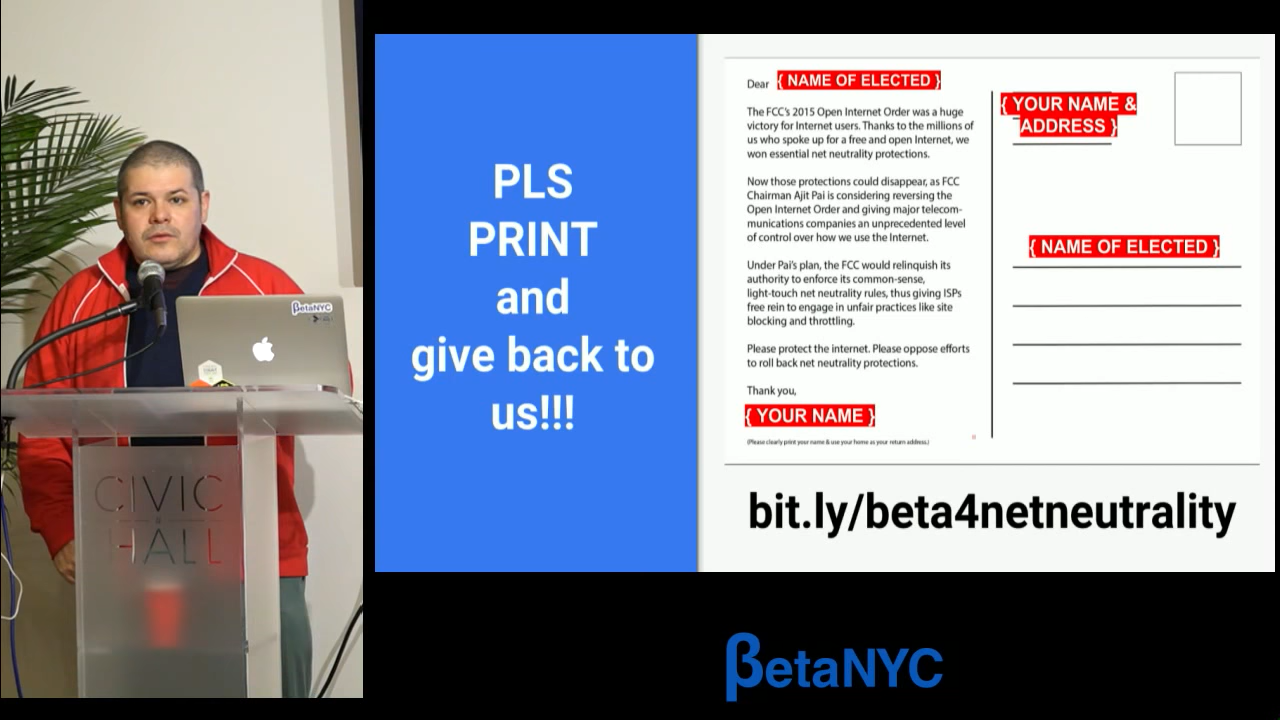 βetaNYC
CIVIC
HALL
PLS
PRINT
and
give back to
us!!!
Dear { NAME OF ELECTED }
The FCC's 2015 Open Internet Order was a huge
victory for Internet users. Thanks to the millions of
us who spoke up for a free and open Internet, we
won essential net neutrality protections.
Now those protections could disappear, as FCC
Chairman Ajit Pai is considering reversing the
Open Internet Order and giving major telecom-
munications companies an unprecedented level
of control over how we use the Internet.
Under Pai's plan, the FCC would relinquish its
authority to enforce its common-sense,
light-touch net neutrality rules, thus giving ISPs
free rein to engage in unfair practices like site
blocking and throttling.
Please protect the internet. Please oppose efforts
to roll back net neutrality protections.
Thank you,
{ YOUR NAME }
(Please clearly print your name & use your home as your return address.)
{ YOUR NAME &
ADDRESS }
{ NAME OF ELECTED }
bit.ly/beta4netneutrality
βetaNYC